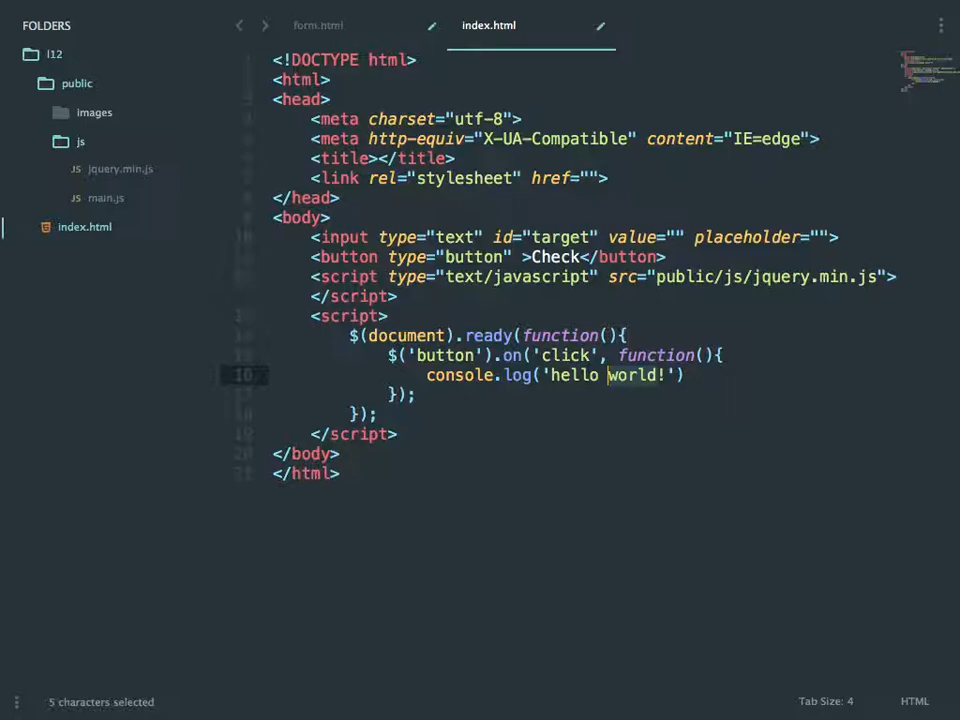 FOLDERS
l12
public
images
js
JS jquery.min.js
JS main.js
index.html
form.html
index.html
<!DOCTYPE html>
<html>
<head>
<meta charset="utf-8">
<meta http-equiv="X-UA-Compatible" content="IE=edge">
<title></title>
<link rel="stylesheet" href="">
</head>
<body>
<input type="text" id="target" value="" placeholder="">
<button type="button" >Check</button>
<script type="text/javascript" src="public/js/jquery.min.js">
</script>
<script>
$(document).ready(function(){
$('button').on('click', function(){
console.log('hello world!')
});
});
</script>
</body>
</html>
5 characters selected
Tab Size: 4
HTML